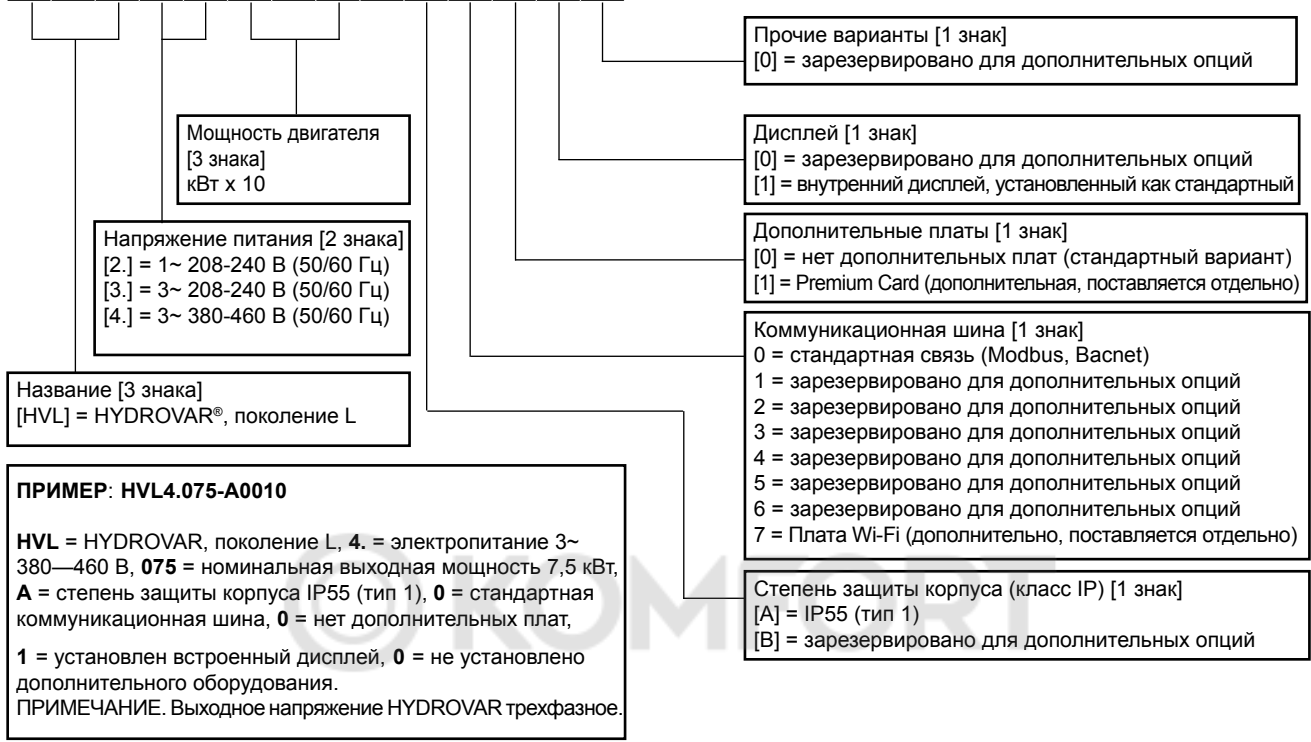 Мощность двигателя
[3 знака]
кВт x 10
Напряжение питания [2 знака]
[2.] = 1~ 208-240 В (50/60 Гц)
[3.] = 3~ 208-240 В (50/60 Гц)
[4.] = 3~ 380-460 В (50/60 Гц)
Название [3 знака]
[HVL] = HYDROVAR®, поколение L
ПРИМЕР: HVL4.075-A0010
HVL = HYDROVAR, поколение L, 4. = электропитание 3~
380—460 В, 075 = номинальная выходная мощность 7,5 кВт,
A = степень защиты корпуса IP55 (тип 1), 0 = стандартная
коммуникационная шина, 0 = нет дополнительных плат,
1 = установлен встроенный дисплей, 0 = не установлено
дополнительного оборудования.
ПРИМЕЧАНИЕ. Выходное напряжение HYDROVAR трехфазное.
Прочие варианты [1 знак]
[0] = зарезервировано для дополнительных опций
Дисплей [1 знак]
[0] = зарезервировано для дополнительных опций
[1] = внутренний дисплей, установленный как стандартный
Дополнительные платы [1 знак]
[0] = нет дополнительных плат (стандартный вариант)
[1] = Premium Card (дополнительная, поставляется отдельно)
Коммуникационная шина [1 знак]
0 = стандартная связь (Modbus, Bacnet)
1 = зарезервировано для дополнительных опций
2 = зарезервировано для дополнительных опций
3 = зарезервировано для дополнительных опций
4 = зарезервировано для дополнительных опций
5 = зарезервировано для дополнительных опций
6 = зарезервировано для дополнительных опций
7 = Плата Wi-Fi (дополнительно, поставляется отдельно)
Степень защиты корпуса (класс IP) [1 знак]
[A] = IP55 (тип 1)
[B] = зарезервировано для дополнительных опций
KOMFORT